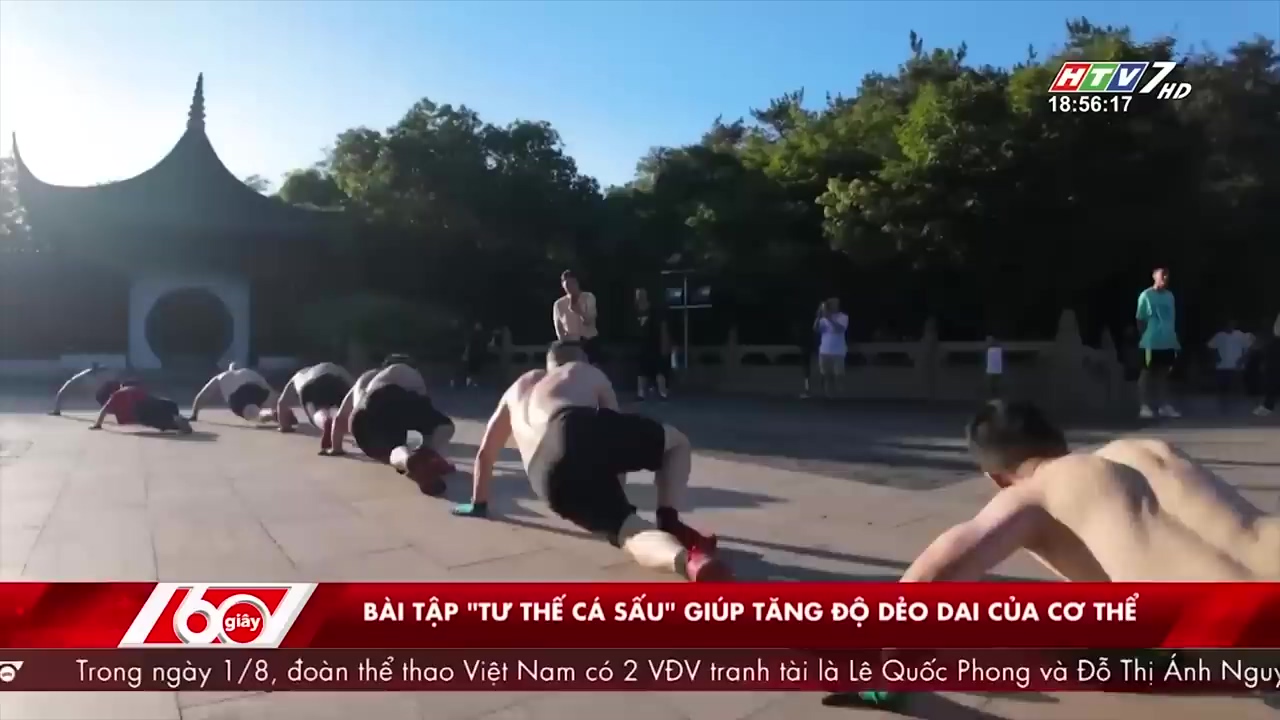 HTV7 HD
18:56:17
60 giây
BÀI TẬP "TƯ THẾ CÁ SẤU" GIÚP TĂNG ĐỘ DẺO DAI CỦA CƠ THỂ
Trong ngày 1/8, đoàn thể thao Việt Nam có 2 VĐV tranh tài là Lê Quốc Phong và Đỗ Thị Ánh Nguy